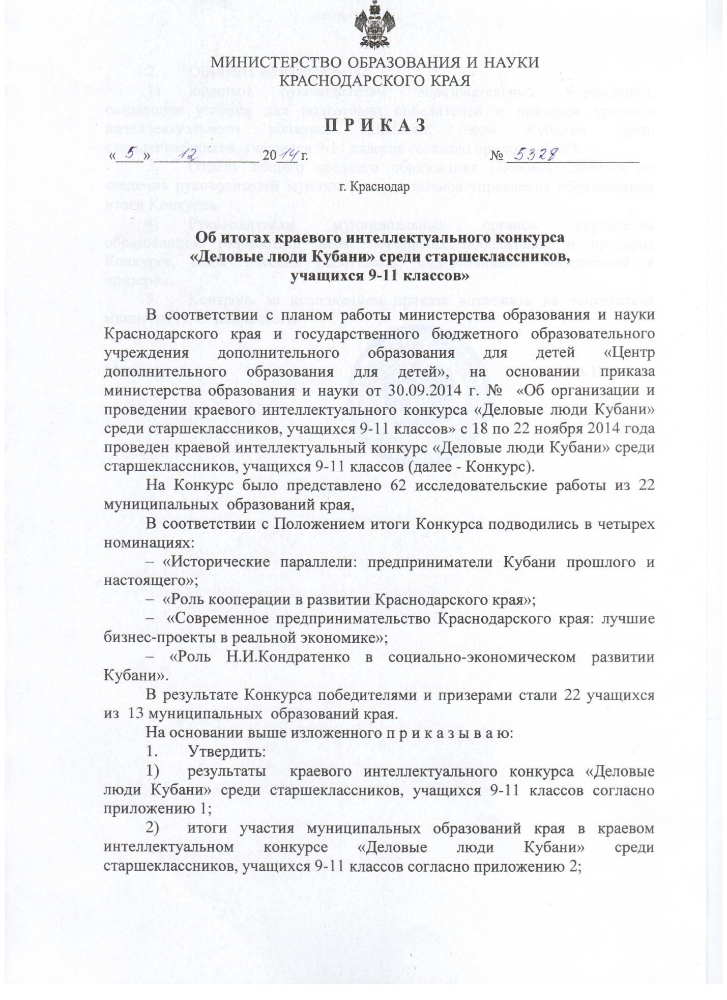 МИНИСТЕРСТВО ОБРАЗОВАНИЯ И НАУКИ
КРАСНОДАРСКОГО КРАЯ
П Р И К А З
«5» 12 2014 г. № 5328
г. Краснодар
Об итогах краевого интеллектуального конкурса
«Деловые люди Кубани» среди старшеклассников,
учащихся 9-11 классов»
В соответствии с планом работы министерства образования и науки
Краснодарского края и государственного бюджетного образовательного
учреждения дополнительного образования для детей «Центр
дополнительного образования для детей», на основании приказа
министерства образования и науки от 30.09.2014 г. № «Об организации и
проведении краевого интеллектуального конкурса «Деловые люди Кубани»
среди старшеклассников, учащихся 9-11 классов» с 18 по 22 ноября 2014 года
проведен краевой интеллектуальный конкурс «Деловые люди Кубани» среди
старшеклассников, учащихся 9-11 классов (далее - Конкурс).
На Конкурс было представлено 62 исследовательские работы из 22
муниципальных образований края,
В соответствии с Положением итоги Конкурса подводились в четырех
номинациях:
– «Исторические параллели: предприниматели Кубани прошлого и
настоящего»;
– «Роль кооперации в развитии Краснодарского края»;
– «Современное предпринимательство Краснодарского края: лучшие
бизнес-проекты в реальной экономике»;
– «Роль Н.И.Кондратенко в социально-экономическом развитии
Кубани».
В результате Конкурса победителями и призерами стали 22 учащихся
из 13 муниципальных образований края.
На основании выше изложенного п р и к а з ы в а ю:
1. Утвердить:
1) результаты краевого интеллектуального конкурса «Деловые
люди Кубани» среди старшеклассников, учащихся 9-11 классов согласно
приложению 1;
2) итоги участия муниципальных образований края в краевом
интеллектуальном конкурсе «Деловые люди Кубани» среди
старшеклассников, учащихся 9-11 классов согласно приложению 2;